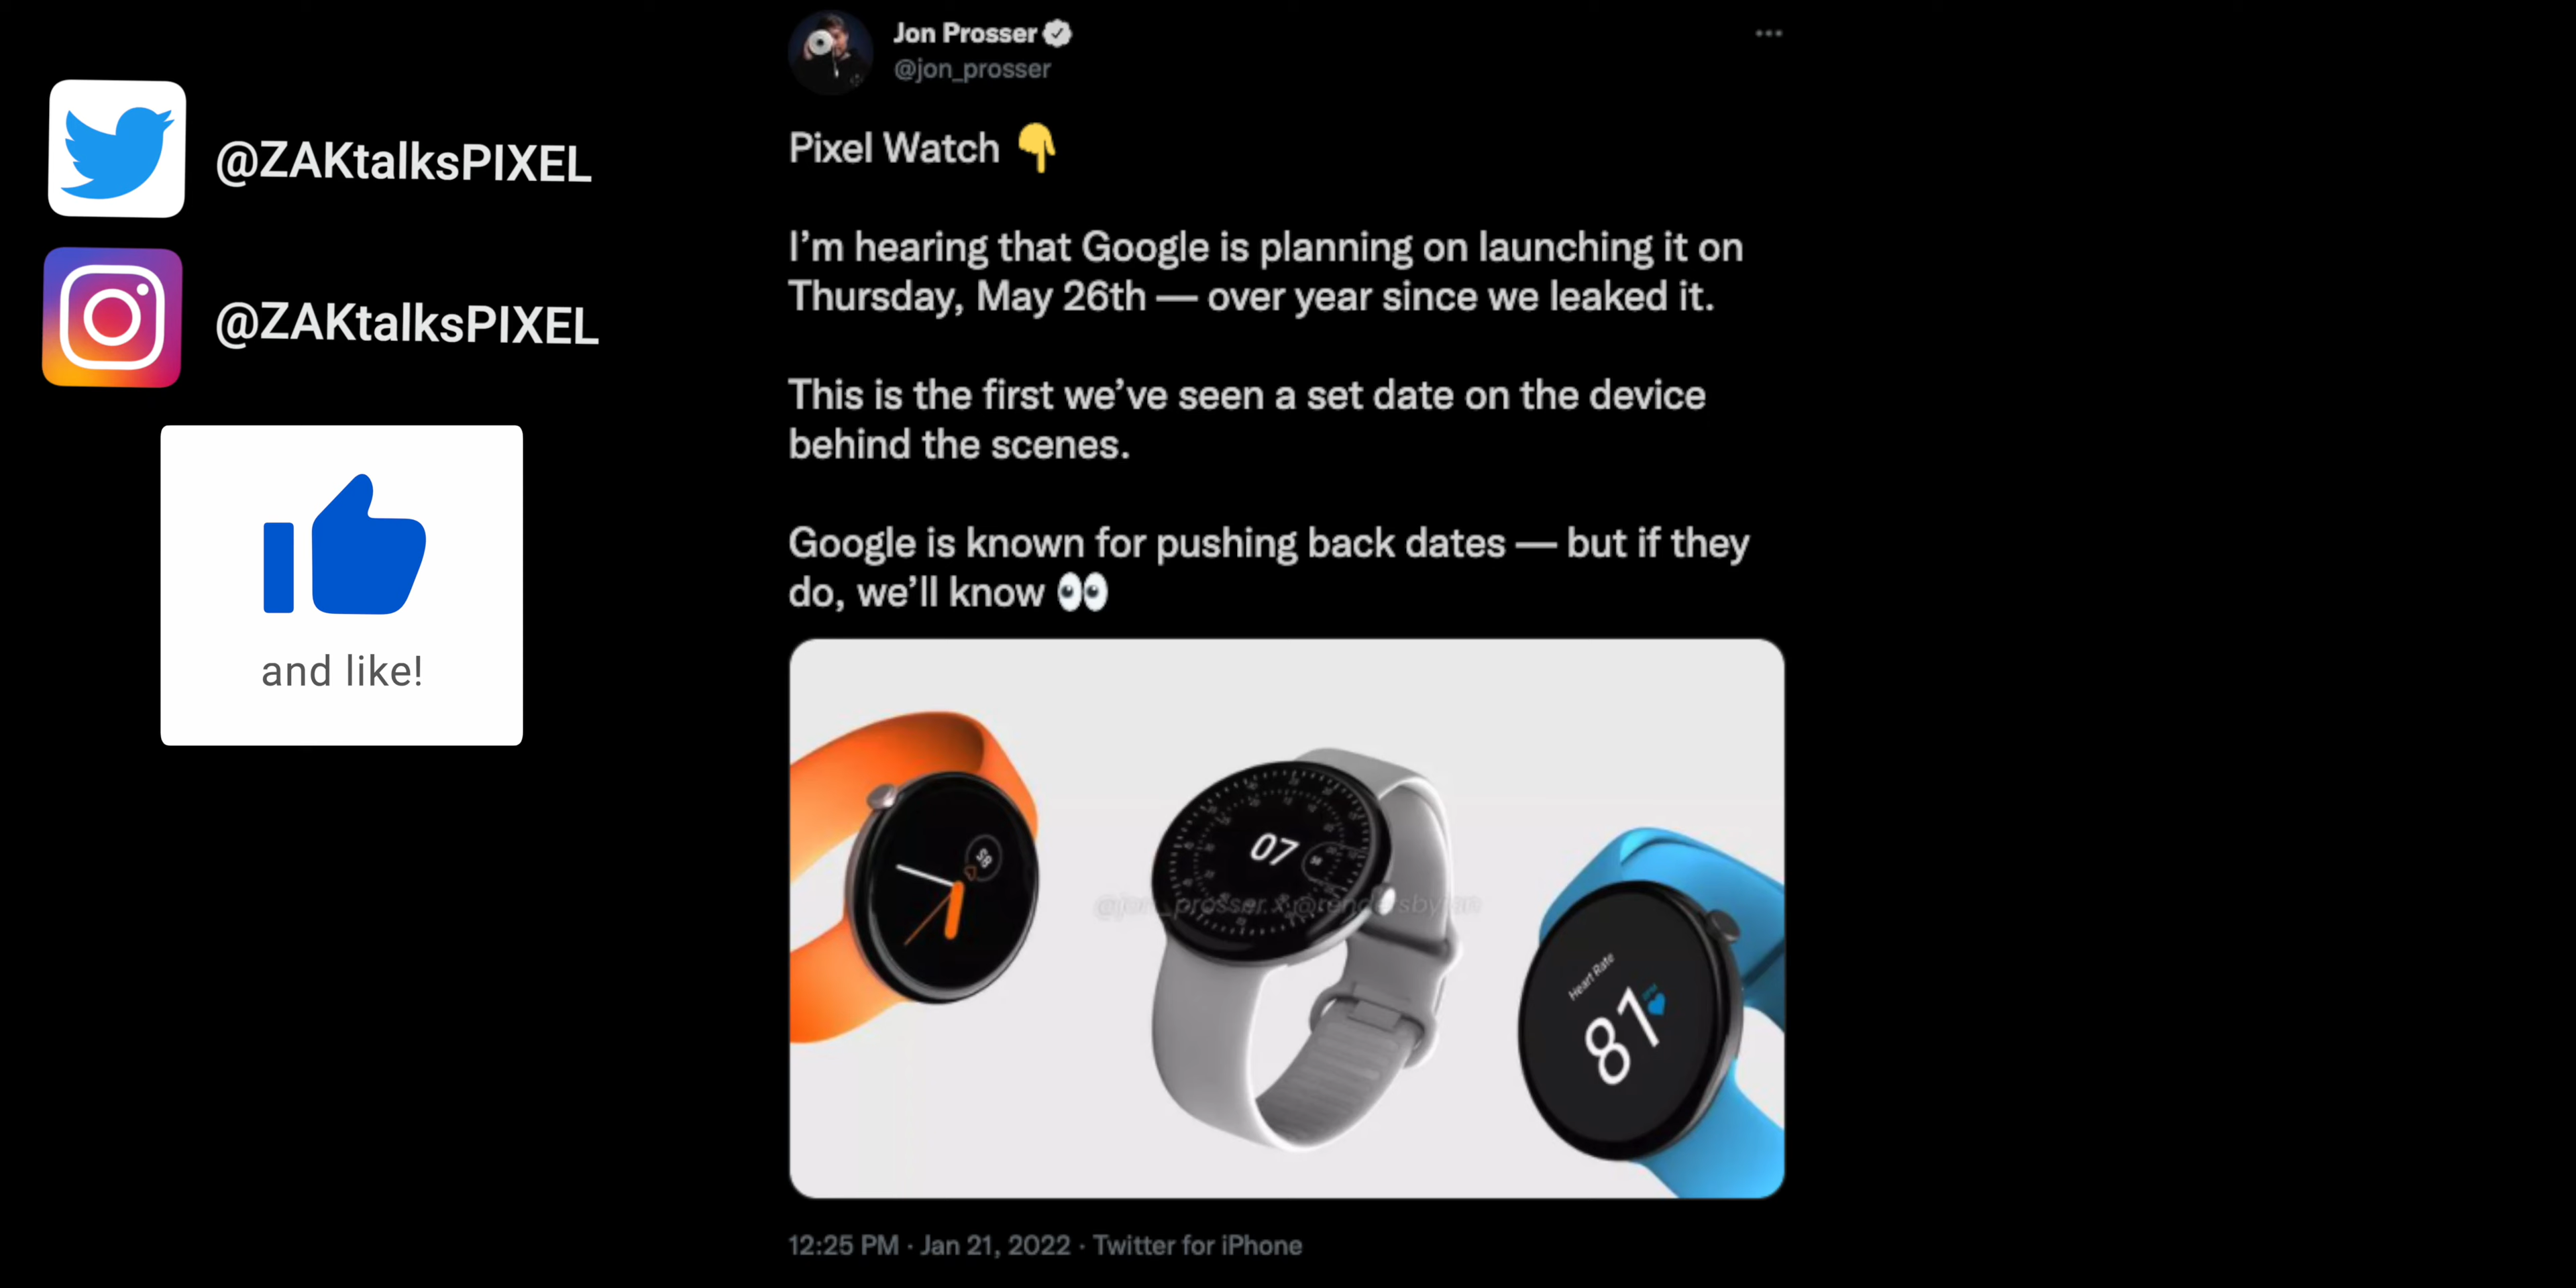 @ZAKtalksPIXEL
@ZAKtalksPIXEL
and like!
Jon Prosser
@jon_prosser
Pixel Watch 👇
I'm hearing that Google is planning on launching it on
Thursday, May 26th — over year since we leaked it.
This is the first we've seen a set date on the device
behind the scenes.
Google is known for pushing back dates — but if they
do, we'll know 👀
07
Heart Rate
81
12:25 PM · Jan 21, 2022 · Twitter for iPhone